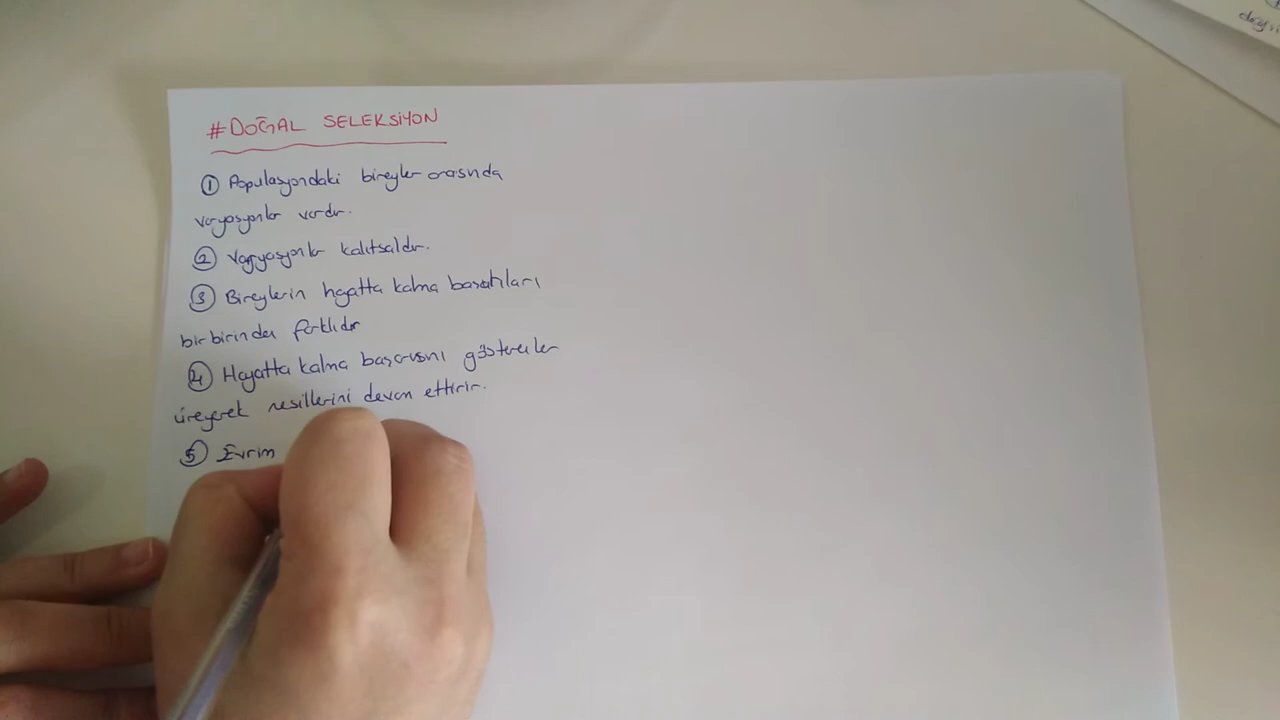 #DOĞAL SELEKSİYON
① Populasyondaki bireyler arasında
varyasyonlar vardır.
② Varyasyonlar kalıtsaldır.
③ Bireylerin hayatta kalma başarıları
birbirinden farklıdır
④ Hayatta kalma başarısını gösterenler
üreyerek nesillerini devam ettirir.
⑤ Evrim